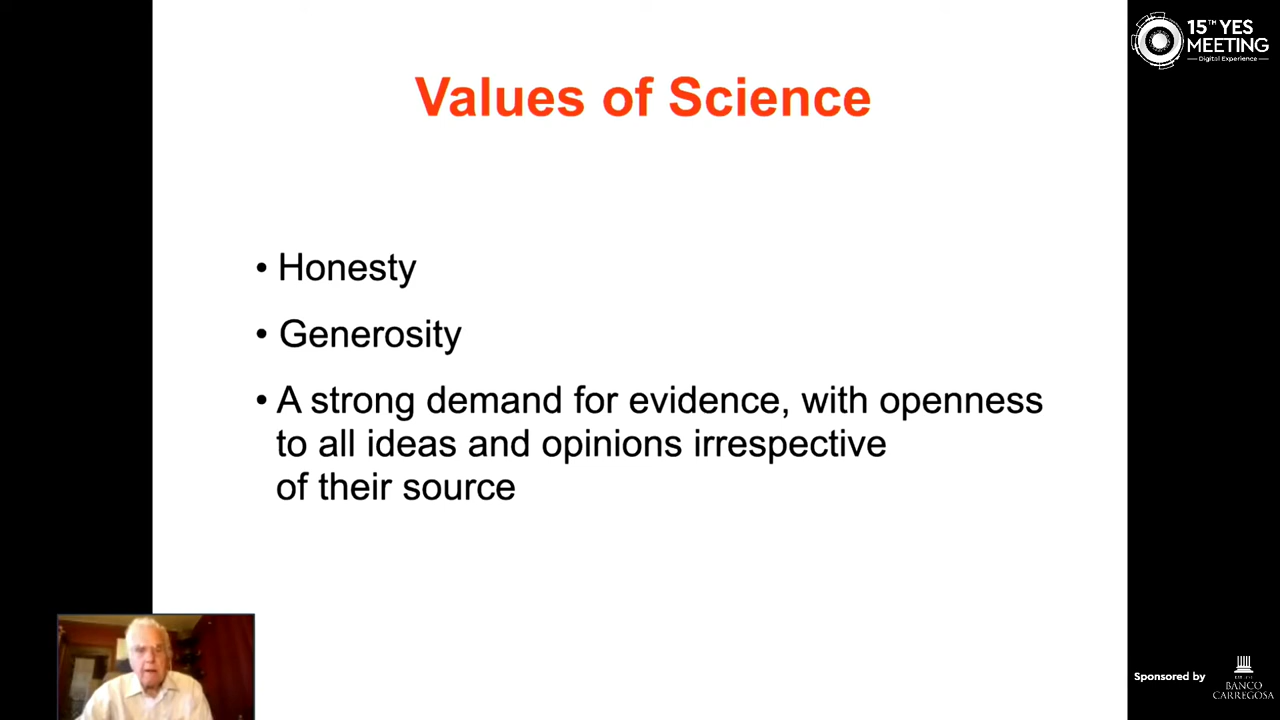 15TH YES
MEETING
Digital Experience
Values of Science
• Honesty
• Generosity
• A strong demand for evidence, with openness
to all ideas and opinions irrespective
of their source
Sponsored by
BANCO
CARREGOSA